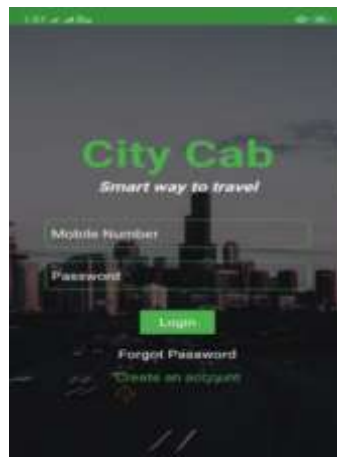 City Cab
Smart way to travel
Mobile Number
Password
Login
Forgot Password
Create an account